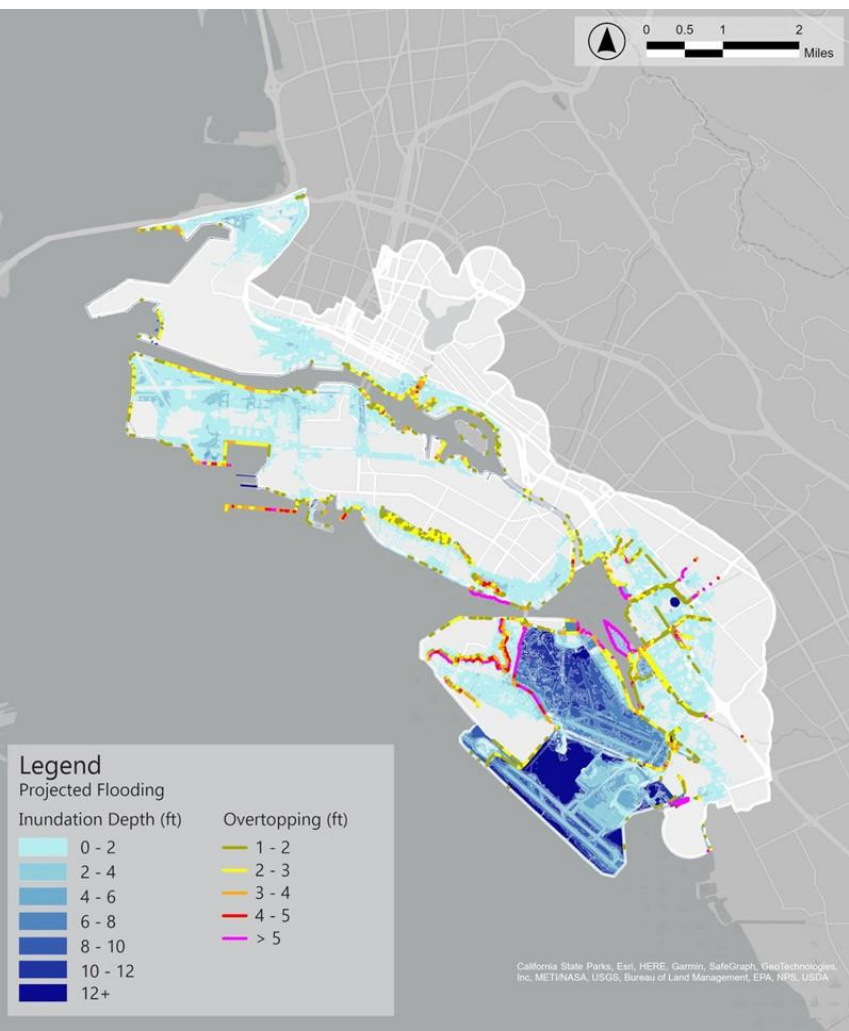 0 0.5 1 2
Miles
Legend
Projected Flooding
Inundation Depth (ft) Overtopping (ft)
0 - 2 1 - 2
2 - 4 2 - 3
4 - 6 3 - 4
6 - 8 4 - 5
8 - 10 > 5
10 - 12
12+
California State Parks, Esri, HERE, Garmin, SafeGraph, GeoTechnologies,
Inc, METI/NASA, USGS, Bureau of Land Management, EPA, NPS, USDA